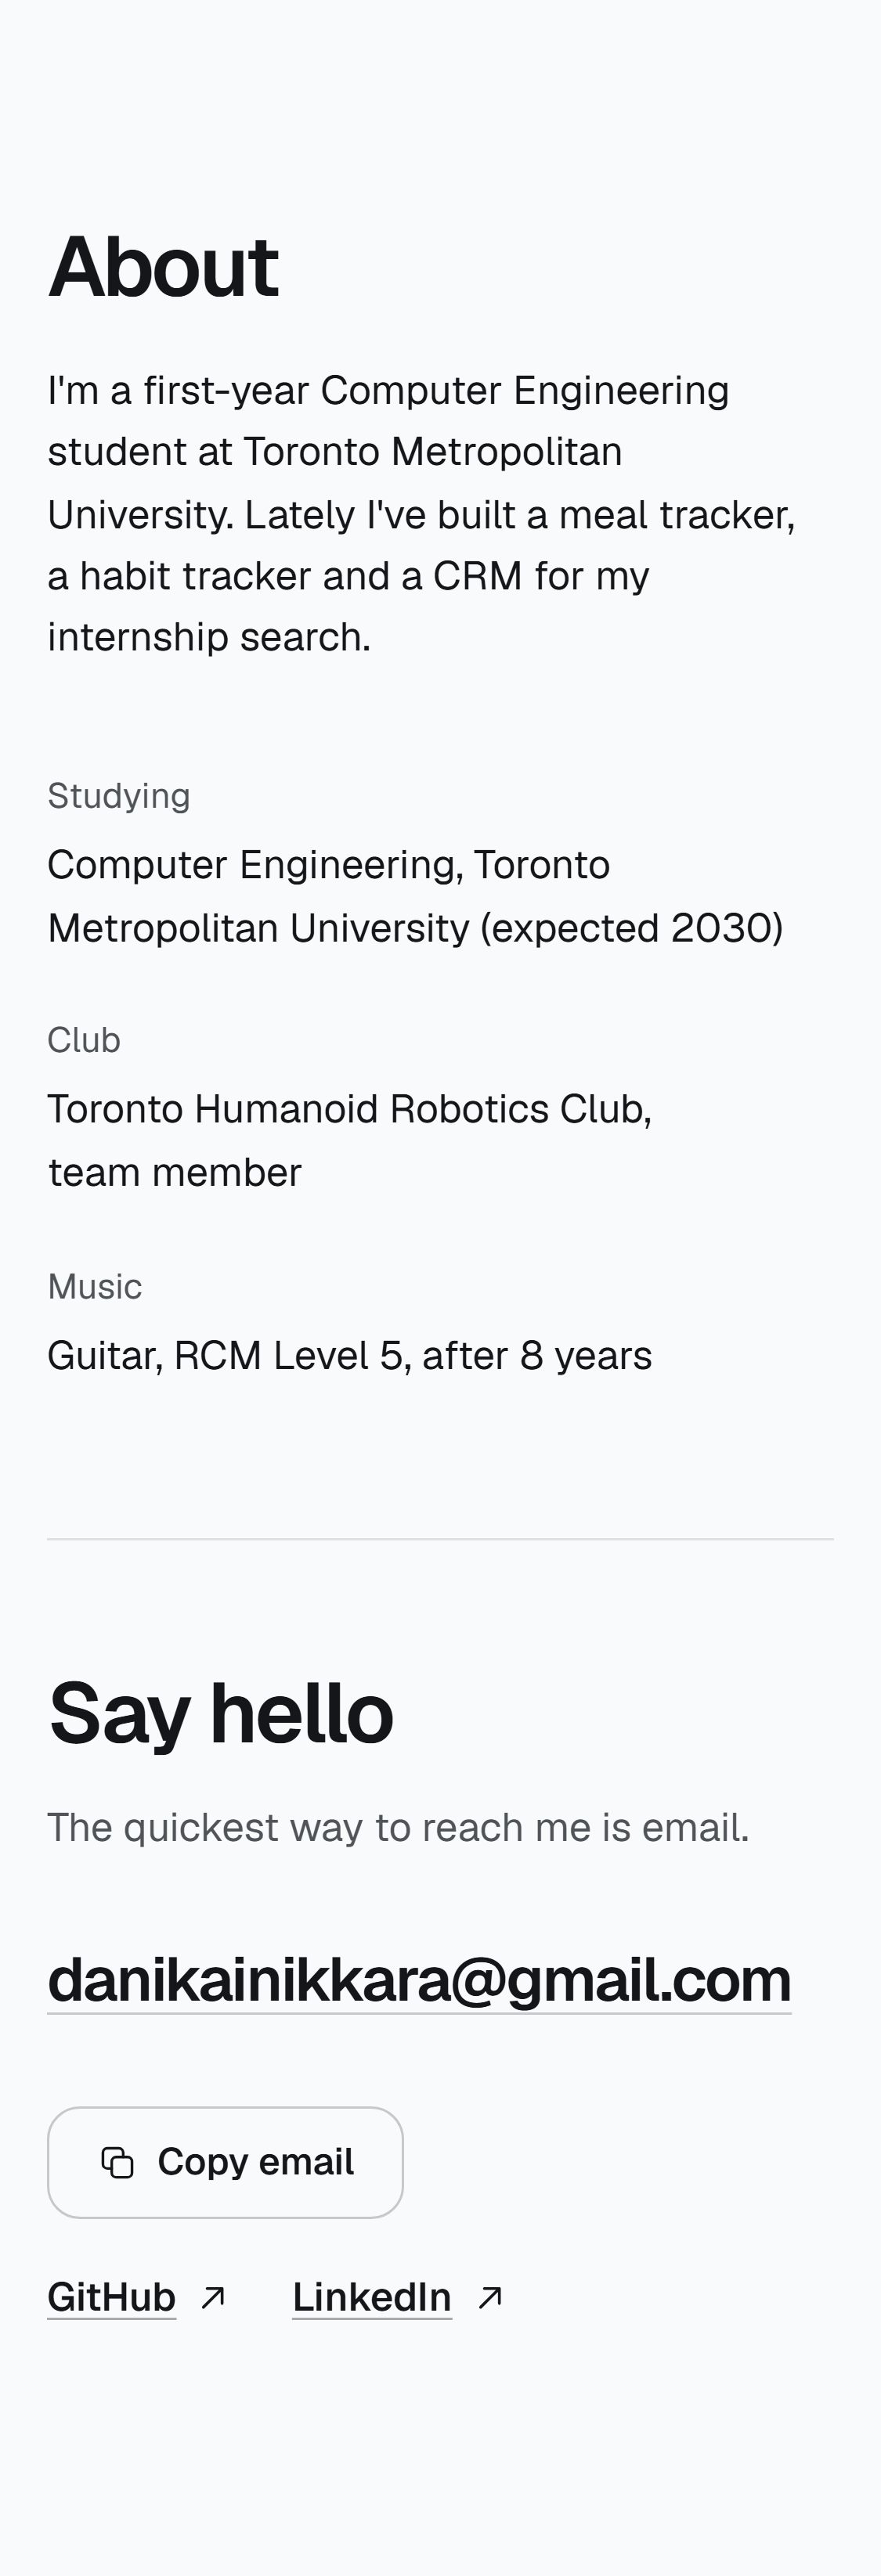 About
I'm a first-year Computer Engineering
student at Toronto Metropolitan
University. Lately I've built a meal tracker,
a habit tracker and a CRM for my
internship search.
Studying
Computer Engineering, Toronto
Metropolitan University (expected 2030)
Club
Toronto Humanoid Robotics Club,
team member
Music
Guitar, RCM Level 5, after 8 years
Say hello
The quickest way to reach me is email.
danikainikkara@gmail.com
Copy email
GitHub LinkedIn